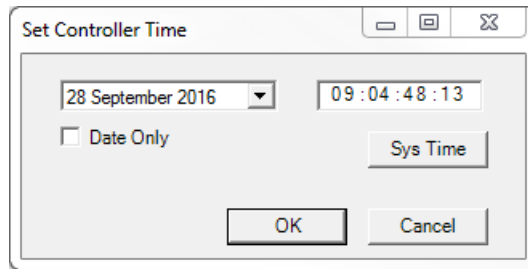 Set Controller Time
28 September 2016
09:04:48:13
Date Only
Sys Time
OK
Cancel